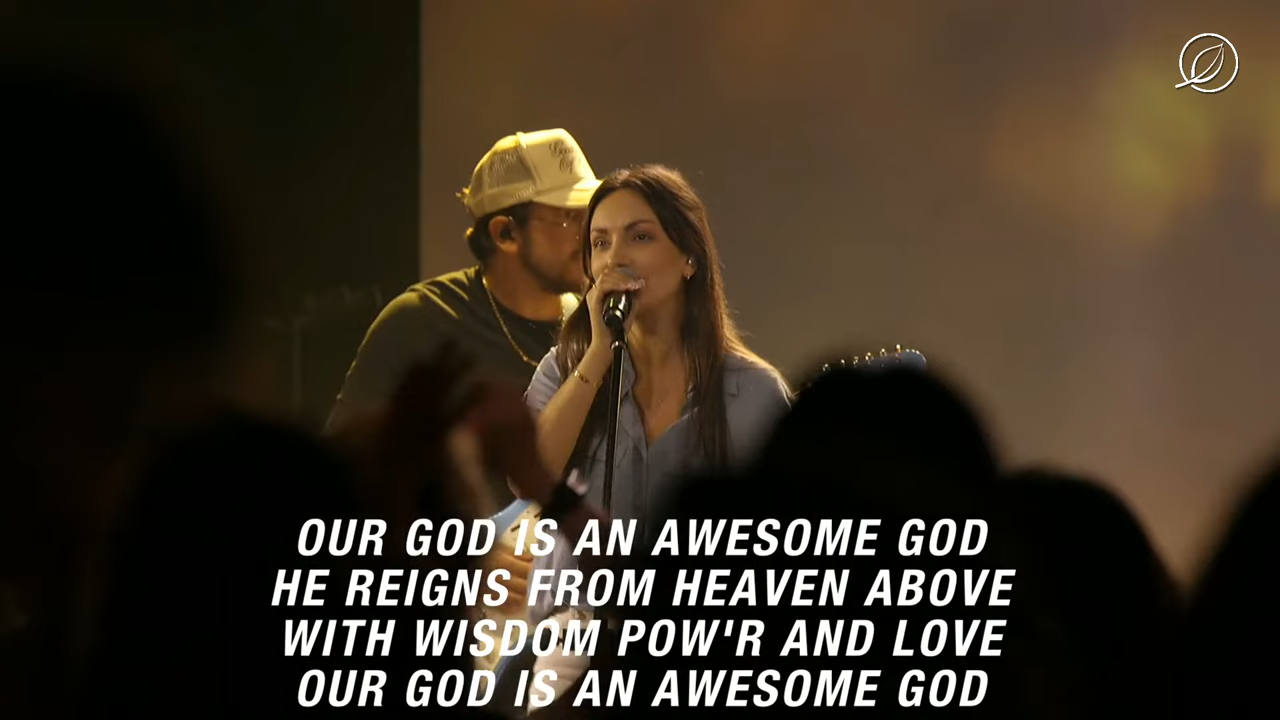 OUR GOD IS AN AWESOME GOD
HE REIGNS FROM HEAVEN ABOVE
WITH WISDOM POW'R AND LOVE
OUR GOD IS AN AWESOME GOD